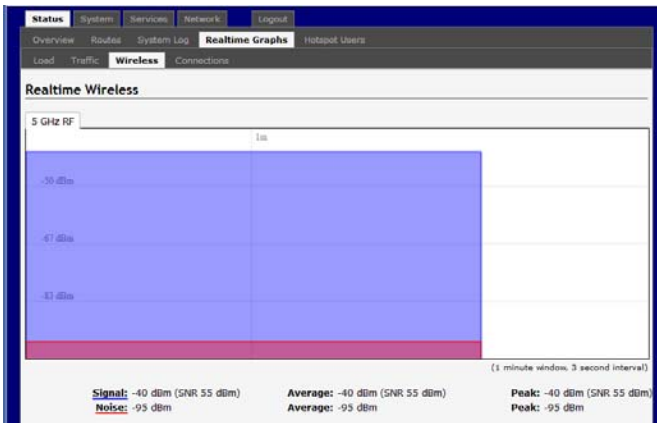 Status System Services Network Logout
Overview Routes System Log Realtime Graphs Hotspot Users
Load Traffic Wireless Connections
Realtime Wireless
5 GHz RF
1m
-50 dBm
-67 dBm
-83 dBm
(1 minute window, 3 second interval)
Signal: -40 dBm (SNR 55 dBm) Average: -40 dBm (SNR 55 dBm) Peak: -40 dBm (SNR 55 dBm)
Noise: -95 dBm Average: -95 dBm Peak: -95 dBm